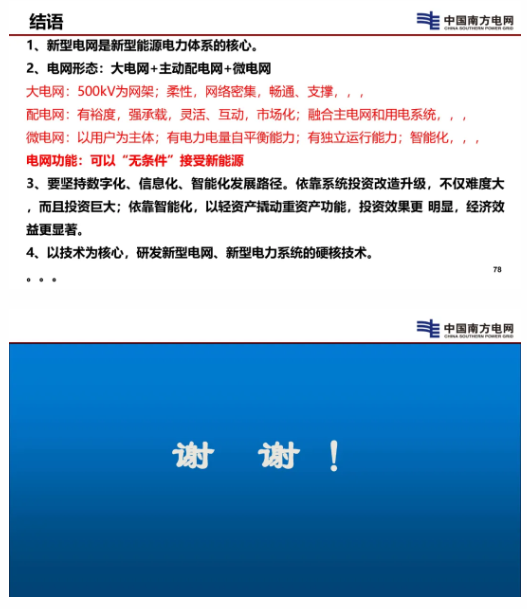 结语
中国南方电网
CHINA SOUTHERN POWER GRID
1、新型电网是新型能源电力体系的核心。
2、电网形态：大电网+主动配电网+微电网
大电网：500kV为网架；柔性，网络密集，畅通、支撑，，，
配电网：有裕度，强承载，灵活、互动，市场化；融合主电网和用电系统，，，
微电网：以用户为主体；有电力电量自平衡能力；有独立运行能力；智能化，，，
电网功能：可以“无条件”接受新能源
3、要坚持数字化、信息化、智能化发展路径。依靠系统投资改造升级，不仅难度大
，而且投资巨大；依靠智能化，以轻资产撬动重资产功能，投资效果更 明显，经济效
益更显著。
4、以技术为核心，研发新型电网、新型电力系统的硬核技术。
。。。
78
中国南方电网
CHINA SOUTHERN POWER GRID
谢 谢！